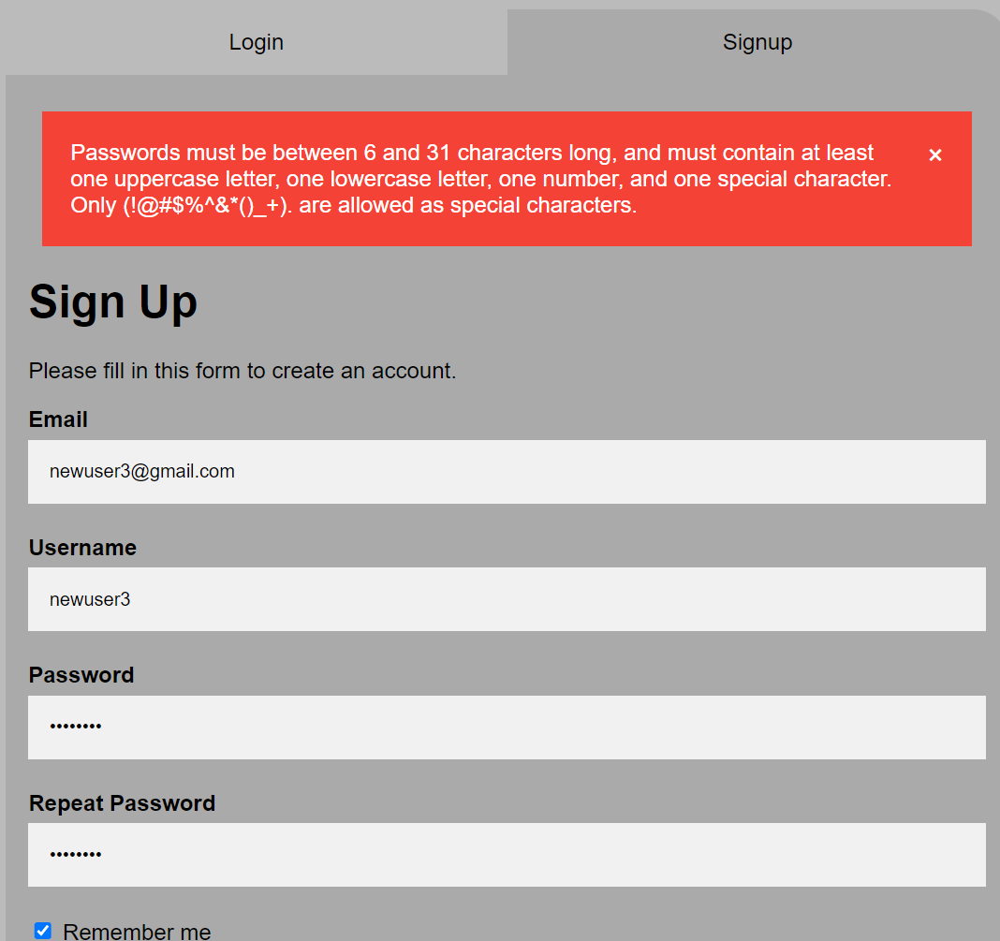 Login
Signup
Passwords must be between 6 and 31 characters long, and must contain at least
one uppercase letter, one lowercase letter, one number, and one special character.
Only (!@#$%^&*()_+). are allowed as special characters.
×
Sign Up
Please fill in this form to create an account.
Email
newuser3@gmail.com
Username
newuser3
Password
••••••••
Repeat Password
••••••••
Remember me